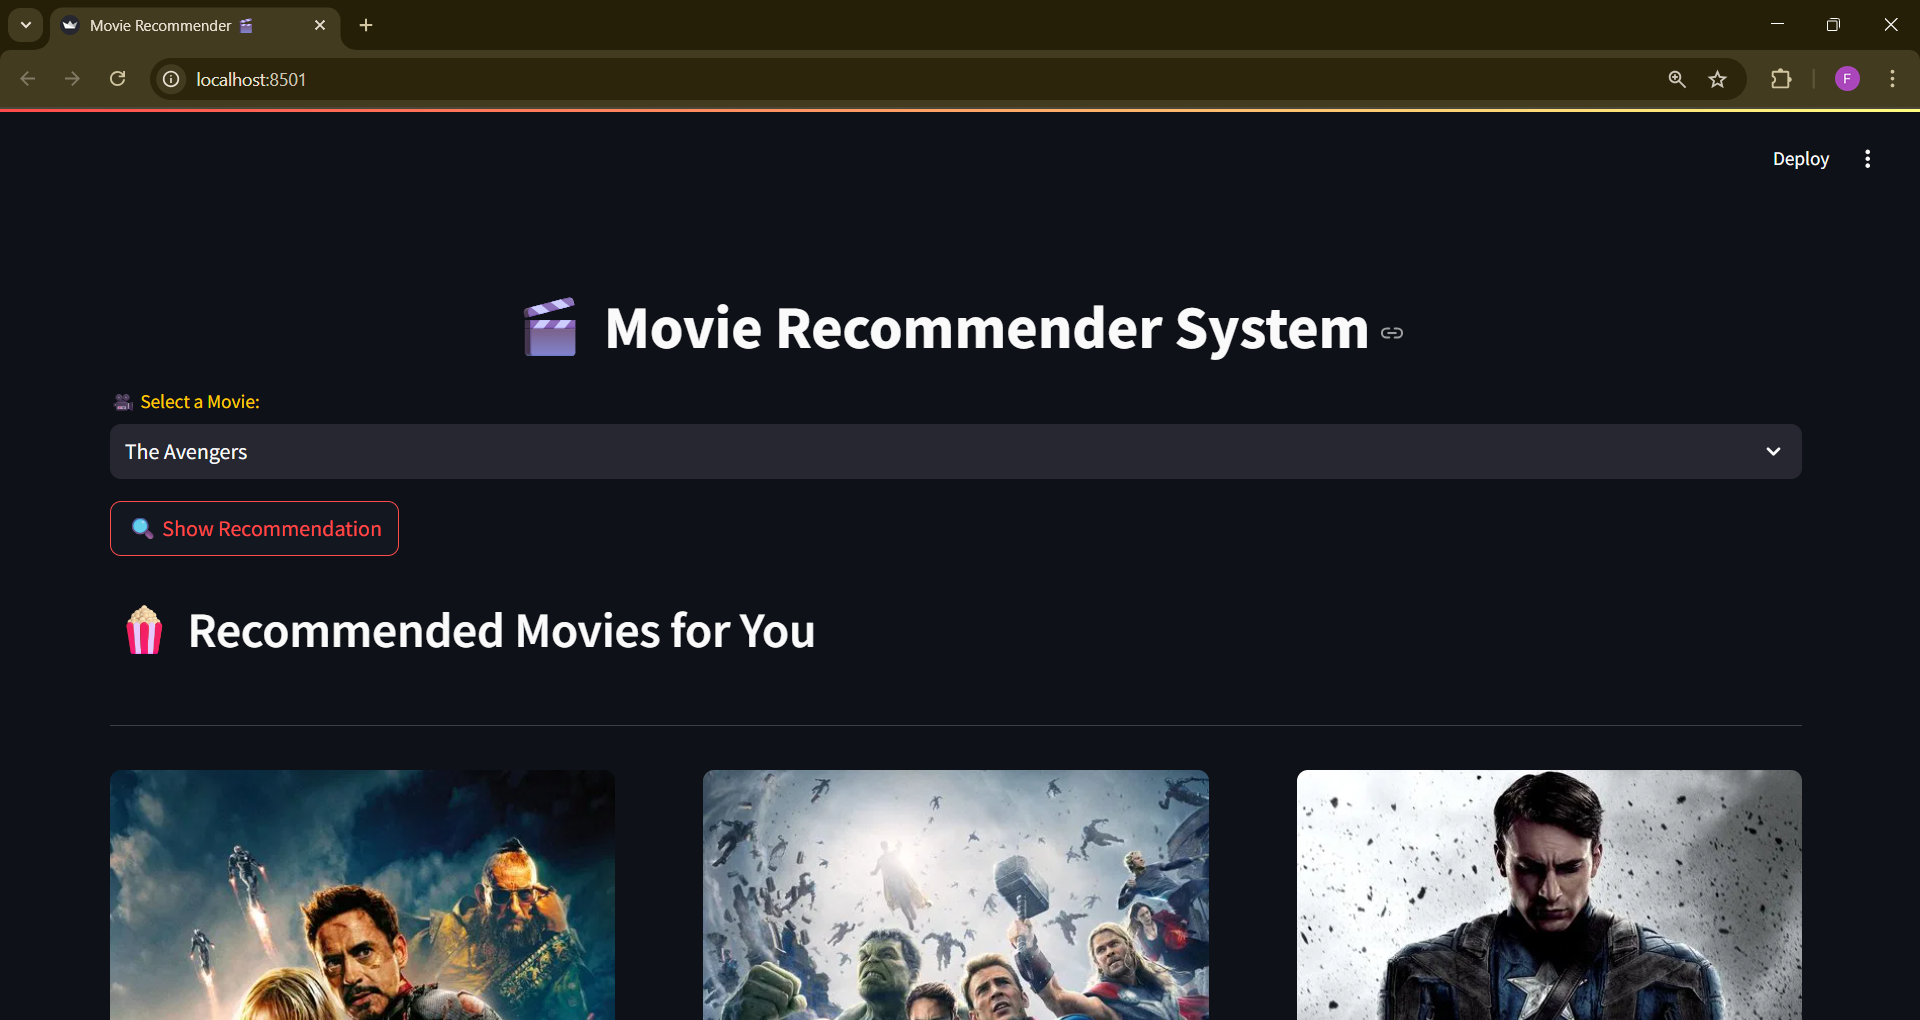 Movie Recommender 🎬
localhost:8501
F
Deploy
🎬 Movie Recommender System
🎥 Select a Movie:
The Avengers
🔍 Show Recommendation
🍿 Recommended Movies for You